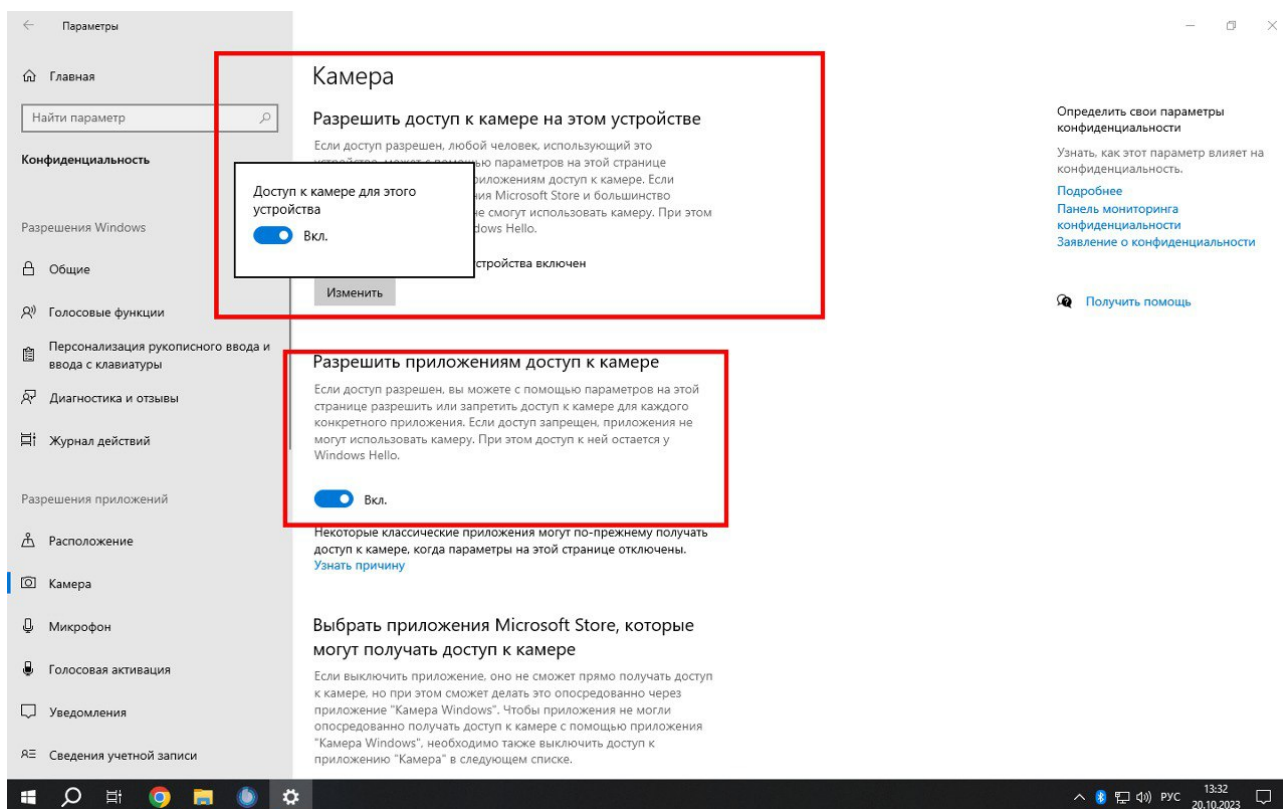 Параметры
Главная
Найти параметр
Конфиденциальность
Разрешения Windows
Общие
Голосовые функции
Персонализация рукописного ввода и
ввода с клавиатуры
Диагностика и отзывы
Журнал действий
Разрешения приложений
Расположение
Камера
Микрофон
Голосовая активация
Уведомления
Сведения учетной записи
Камера
Разрешить доступ к камере на этом устройстве
Если доступ разрешен, любой человек, использующий это
параметров на этой странице
доступ к камере. Если
Microsoft Store и большинство
не смогут использовать камеру. При этом
Hello.
включен
Доступ к камере для этого
устройства
Вкл.
Изменить
Разрешить приложениям доступ к камере
Если доступ разрешен, вы можете с помощью параметров на этой
странице разрешить или запретить доступ к камере для каждого
конкретного приложения. Если доступ запрещен, приложения не
могут использовать камеру. При этом доступ к ней остается у
Windows Hello.
Вкл.
Некоторые классические приложения могут по-прежнему получать
доступ к камере, когда параметры на этой странице отключены.
Узнать причину
Выбрать приложения Microsoft Store, которые
могут получать доступ к камере
Если выключить приложение, оно не сможет прямо получать доступ
к камере, но при этом сможет делать это опосредованно через
приложение "Камера Windows". Чтобы приложения не могли
опосредованно получать доступ к камере с помощью приложения
"Камера Windows", необходимо также выключить доступ к
приложению "Камера" в следующем списке.
Определить свои параметры
конфиденциальности
Узнать, как этот параметр влияет на
конфиденциальность.
Подробнее
Панель мониторинга
конфиденциальности
Заявление о конфиденциальности
Получить помощь
РУС
13:32
20.10.2023